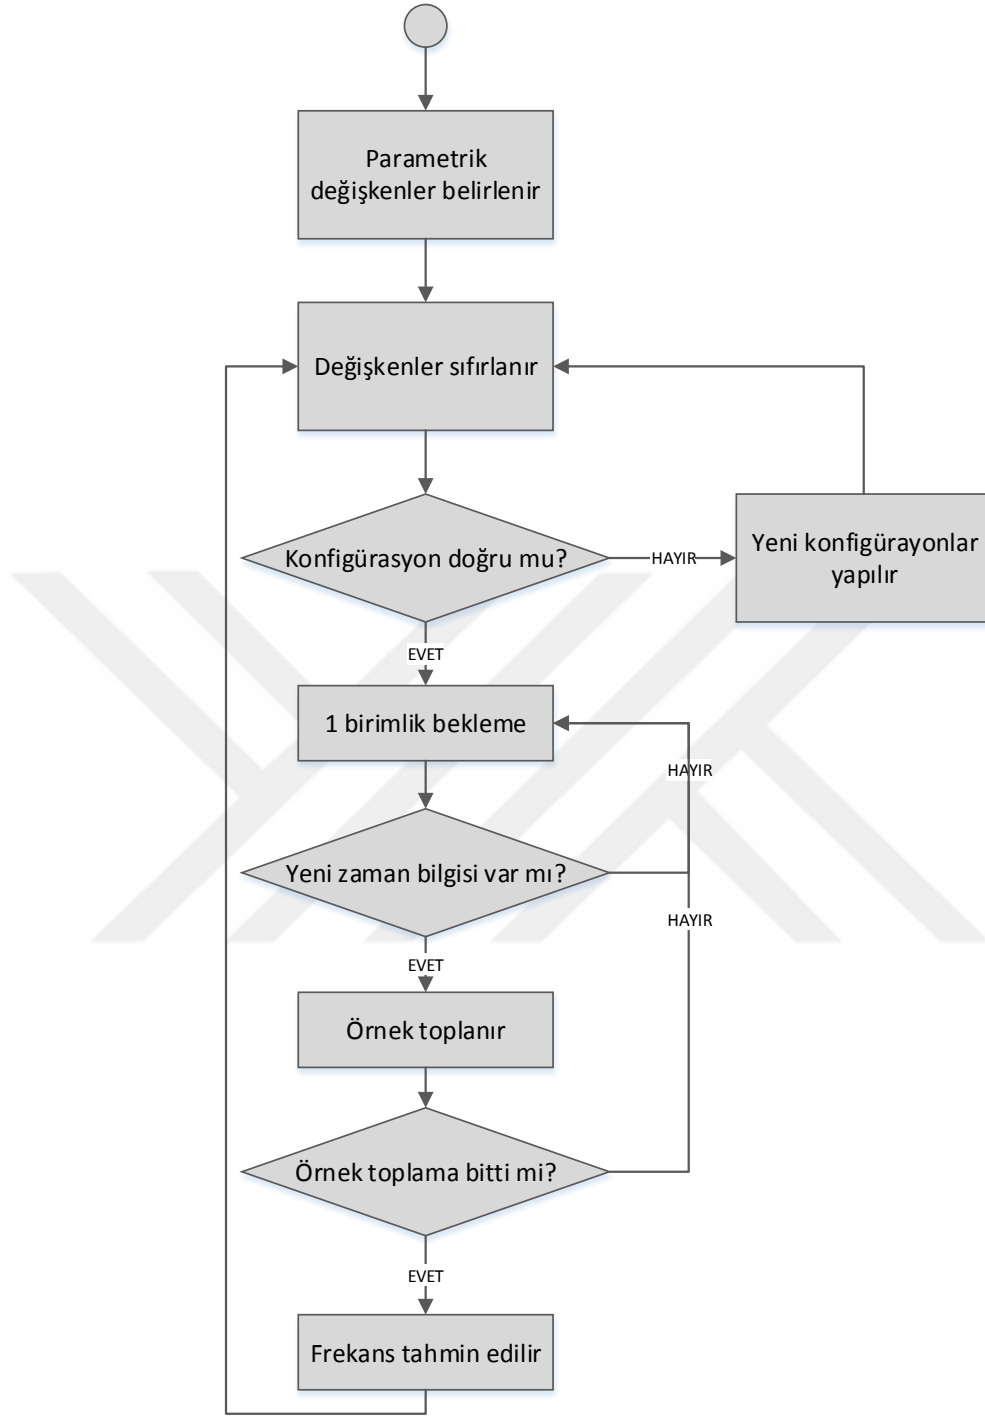 Parametrik
değişkenler belirlenir
Değişkenler sıfırlanır
Konfigürasyon doğru mu?
HAYIR
Yeni konfigürayonlar
yapılır
EVET
1 birimlik bekleme
HAYIR
Yeni zaman bilgisi var mı?
HAYIR
EVET
Örnek toplanır
Örnek toplama bitti mi?
EVET
Frekans tahmin edilir